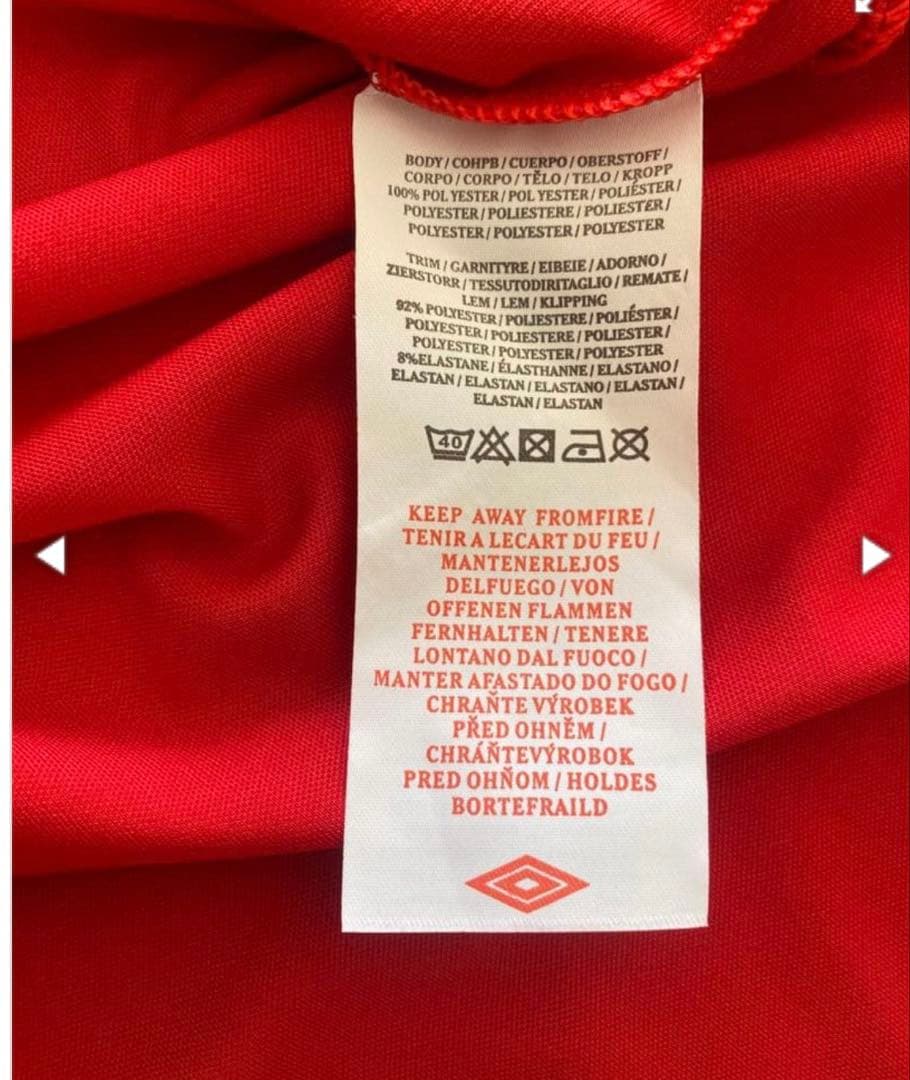 BODY / COHPB / CUERPO / OBERSTOFF /
CORPO / CORPO / TĚLO / TELO / KROPP
100% POL YESTER / POL YESTER / POLIÉSTER /
POLYESTER / POLIESTERE / POLIESTER /
POLYESTER / POLYESTER / POLYESTER
TRIM / GARNITYRE / EIBEIE / ADORNO /
ZIERSTORR / TESSUTODIRITAGLIO / REMATE /
LEM / LEM / KLIPPING
92% POLYESTER / POLIESTERE / POLIÉSTER /
POLYESTER / POLIESTERE / POLIESTER /
POLYESTER / POLYESTER / POLYESTER
8%ELASTANE / ÉLASTHANNE / ELASTANO /
ELASTAN / ELASTAN / ELASTANO / ELASTAN /
ELASTAN / ELASTAN
40
KEEP AWAY FROMFIRE /
TENIR A LECART DU FEU /
MANTENERLEJOS
DELFUEGO / VON
OFFENEN FLAMMEN
FERNHALTEN / TENERE
LONTANO DAL FUOCO /
MANTER AFASTADO DO FOGO /
CHRAŇTE VÝROBEK
PŘED OHNĚM /
CHRÁŇTEVÝROBOK
PRED OHŇOM / HOLDES
BORTEFRAILD